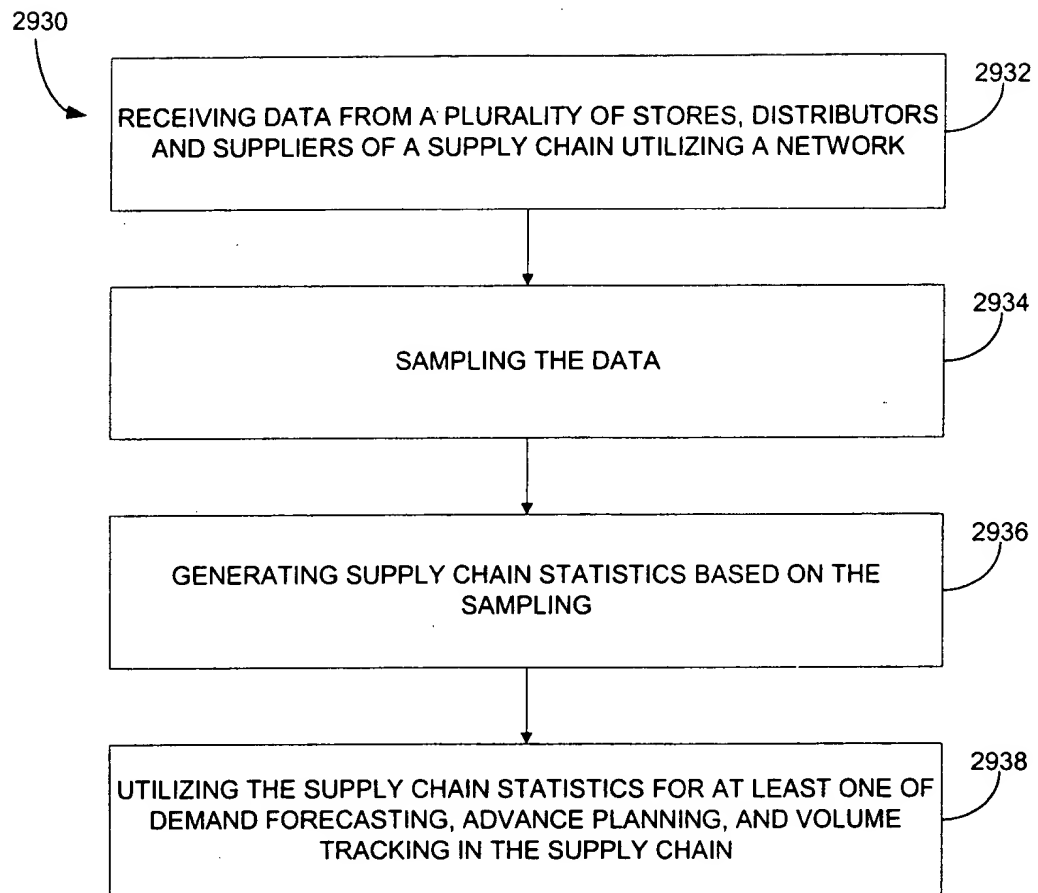 2930
2932
RECEIVING DATA FROM A PLURALITY OF STORES, DISTRIBUTORS
AND SUPPLIERS OF A SUPPLY CHAIN UTILIZING A NETWORK
2934
SAMPLING THE DATA
2936
GENERATING SUPPLY CHAIN STATISTICS BASED ON THE
SAMPLING
2938
UTILIZING THE SUPPLY CHAIN STATISTICS FOR AT LEAST ONE OF
DEMAND FORECASTING, ADVANCE PLANNING, AND VOLUME
TRACKING IN THE SUPPLY CHAIN